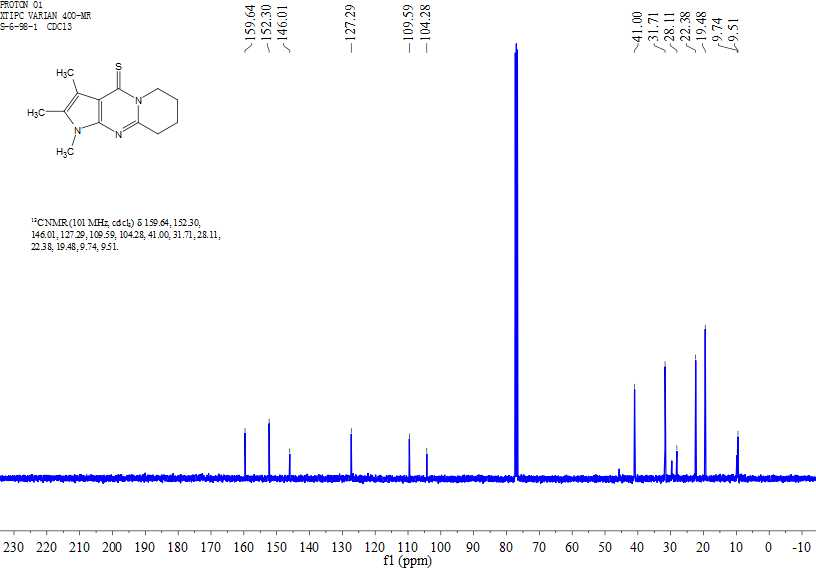 PROTON 01
XTIPC VARIAN 400-MR
S-6-98-1 CDCl3
159.64
152.30
146.01
127.29
109.59
104.28
41.00
31.71
28.11
22.38
19.48
9.74
9.51
S
H₃C
N
H₃C
N
N
H₃C
¹³C NMR (101 MHz, cdcl₃) δ 159.64, 152.30,
146.01, 127.29, 109.59, 104.28, 41.00, 31.71, 28.11,
22.38, 19.48, 9.74, 9.51.
230 220 210 200 190 180 170 160 150 140 130 120 110 100 90 80 70 60 50 40 30 20 10 0 -10
f1 (ppm)